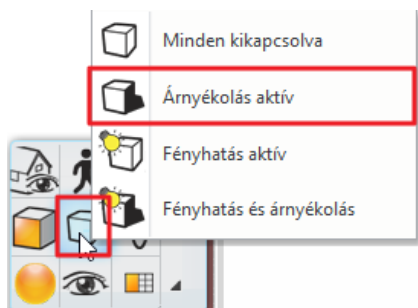 Minden kikapcsolva
Árnyékolás aktív
Fényhatás aktív
Fényhatás és árnyékolás